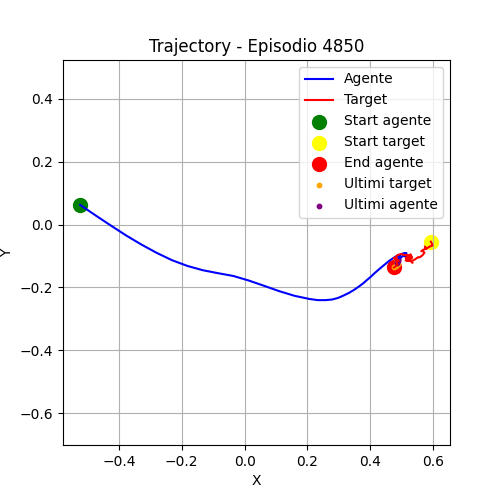 Trajectory - Episodio 4850
Agente
Target
Start agente
Start target
End agente
Ultimi target
Ultimi agente
0.4
0.2
0.0
−0.2
−0.4
−0.6
Y
−0.4
−0.2
0.0
0.2
0.4
0.6
X